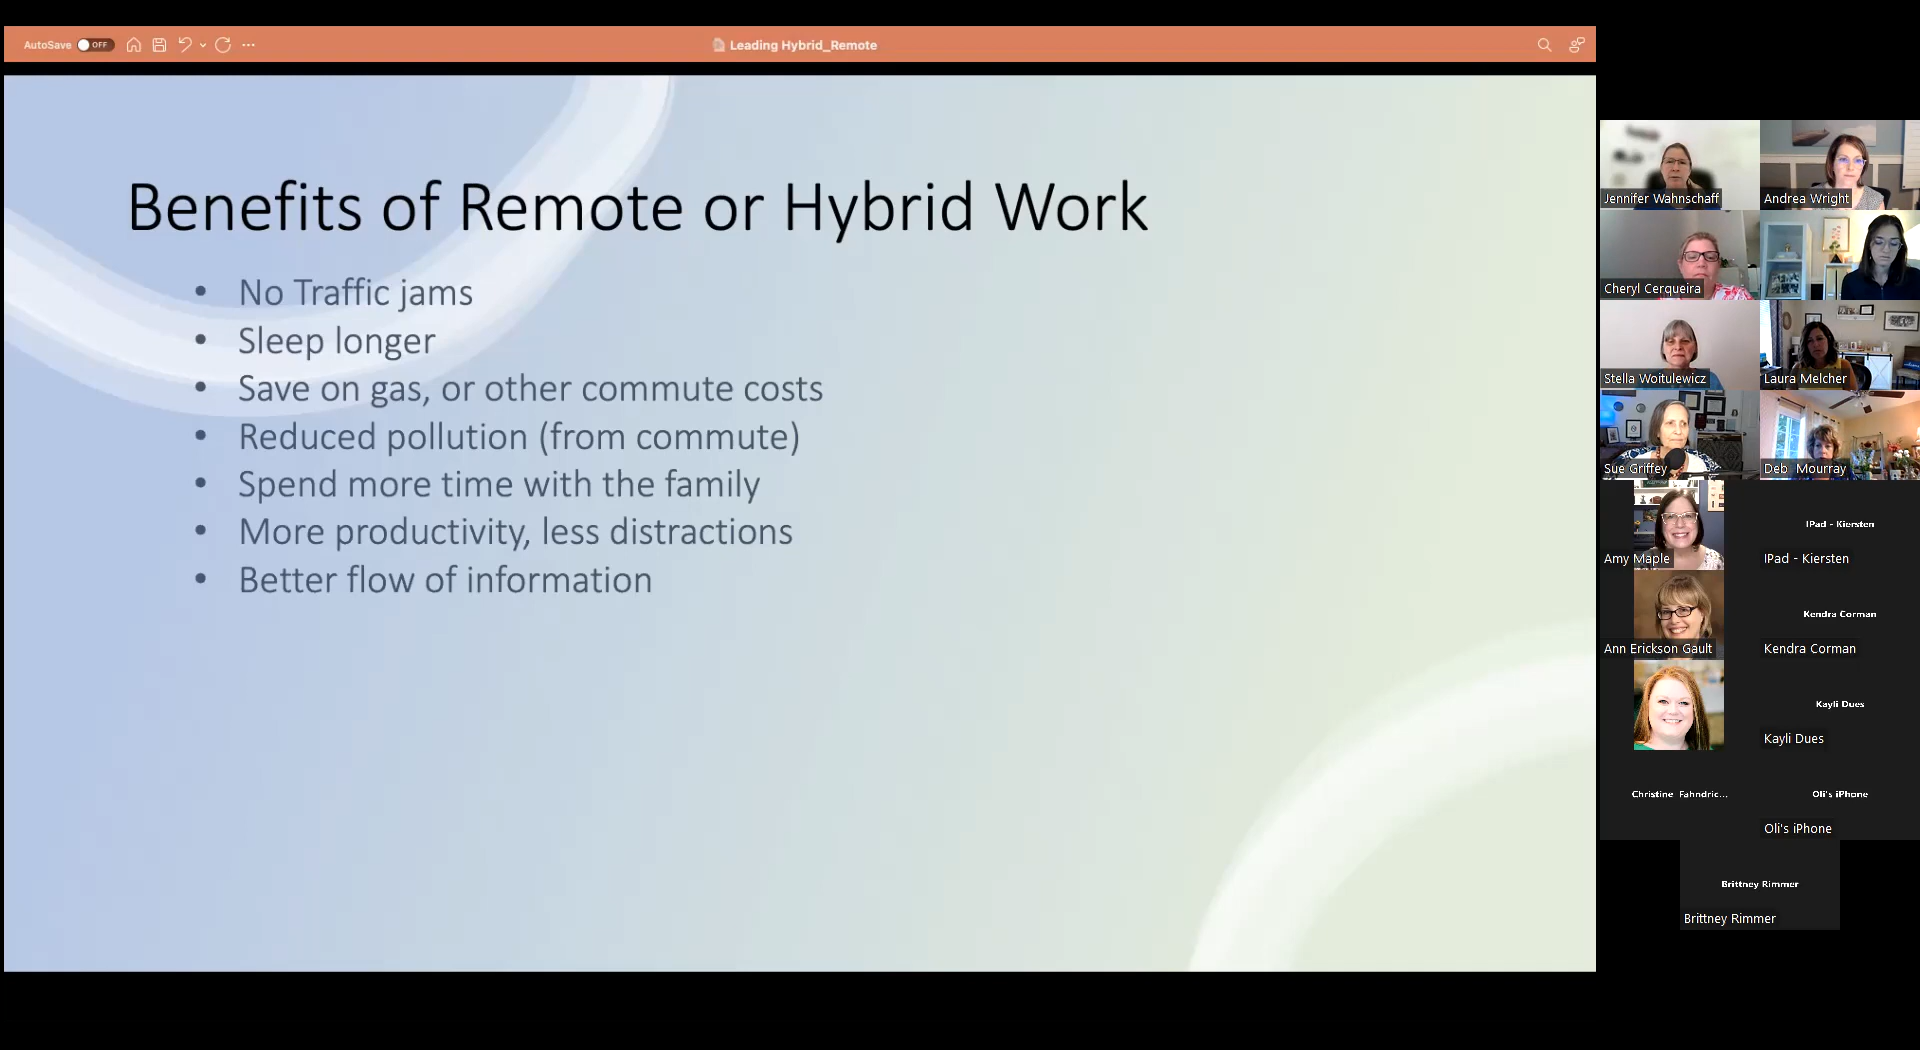 AutoSave OFF
Leading Hybrid_Remote
Benefits of Remote or Hybrid Work
• No Traffic jams
• Sleep longer
• Save on gas, or other commute costs
• Reduced pollution (from commute)
• Spend more time with the family
• More productivity, less distractions
• Better flow of information
Jennifer Wahnschaff
Andrea Wright
Cheryl Cerqueira
Stella Woitulewicz
Laura Melcher
Sue Griffey
Deb Mourray
Amy Maple
IPad - Kiersten
IPad - Kiersten
Ann Erickson Gault
Kendra Corman
Kendra Corman
Kayli Dues
Kayli Dues
Christine Fahndric...
Oli's iPhone
Oli's iPhone
Brittney Rimmer
Brittney Rimmer